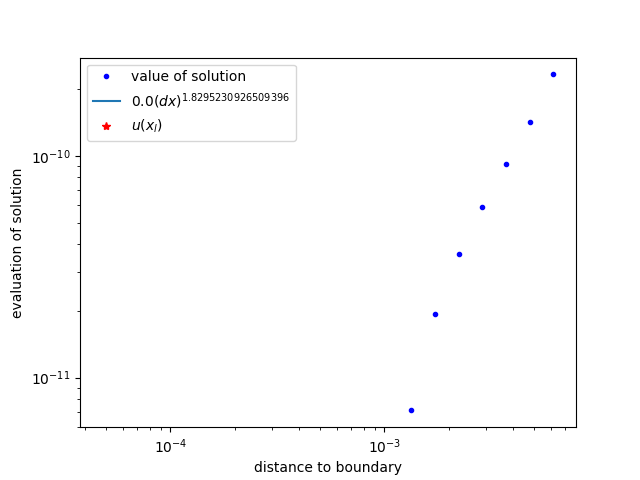 value of solution
0.0(dx)^1.8295230926509396
u(x_l)
10^-10
10^-11
evaluation of solution
10^-4
10^-3
distance to boundary